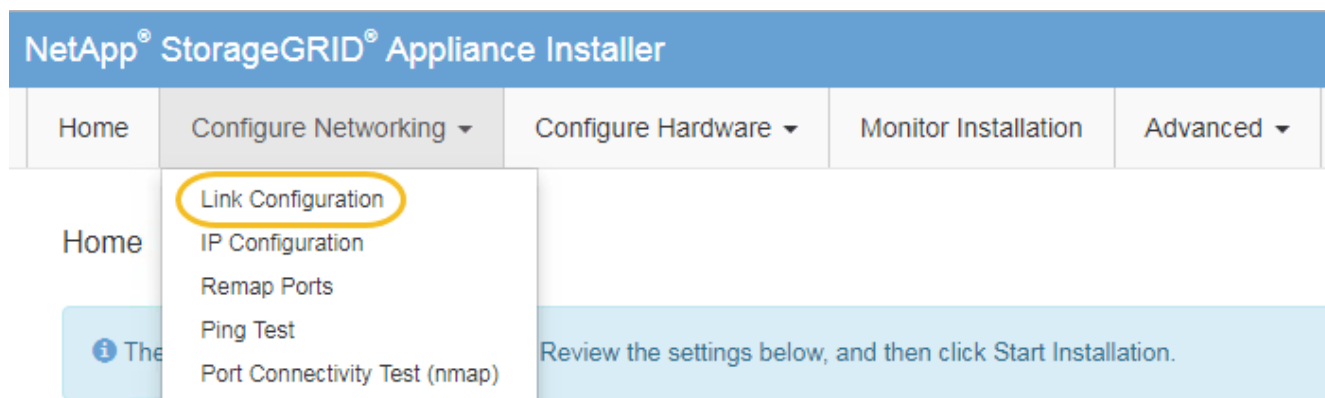 NetApp® StorageGRID® Appliance Installer
Home Configure Networking Configure Hardware Monitor Installation Advanced
Link Configuration
Home
IP Configuration
Remap Ports
Ping Test
The Review the settings below, and then click Start Installation.
Port Connectivity Test (nmap)